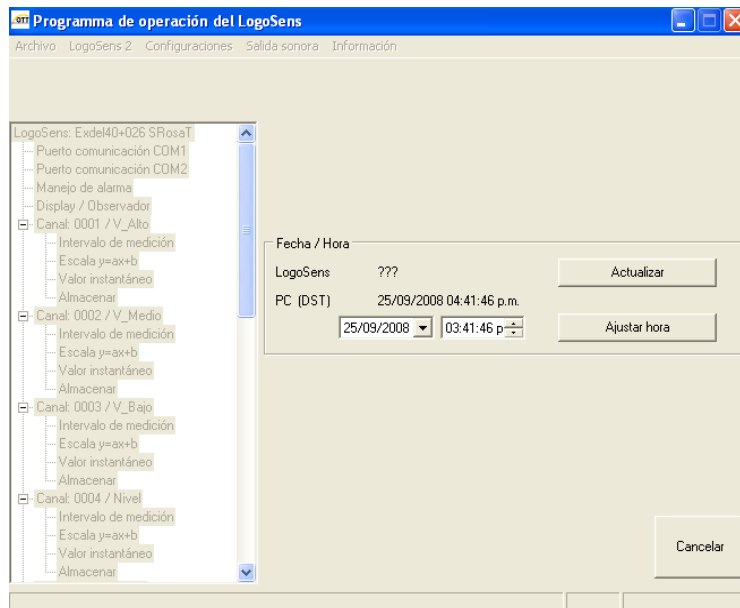 OTT Programma de operación del LogoSens
Archivo LogoSens 2 Configuraciones Salida sonora Información
LogoSens: Exdel40+026 SRosaT
Puerto comunicación COM1
Puerto comunicación COM2
Manejo de alarma
Display / Observador
Canal: 0001 / V_Alto
Intervalo de medición
Escala y=ax+b
Valor instantáneo
Almacenar
Canal: 0002 / V_Medio
Intervalo de medición
Escala y=ax+b
Valor instantáneo
Almacenar
Canal: 0003 / V_Bajo
Intervalo de medición
Escala y=ax+b
Valor instantáneo
Almacenar
Canal: 0004 / Nivel
Intervalo de medición
Escala y=ax+b
Valor instantáneo
Almacenar
Fecha / Hora
LogoSens ??? Actualizar
PC (DST) 25/09/2008 04:41:46 p.m.
25/09/2008 03:41:46 p Ajustar hora
Cancelar